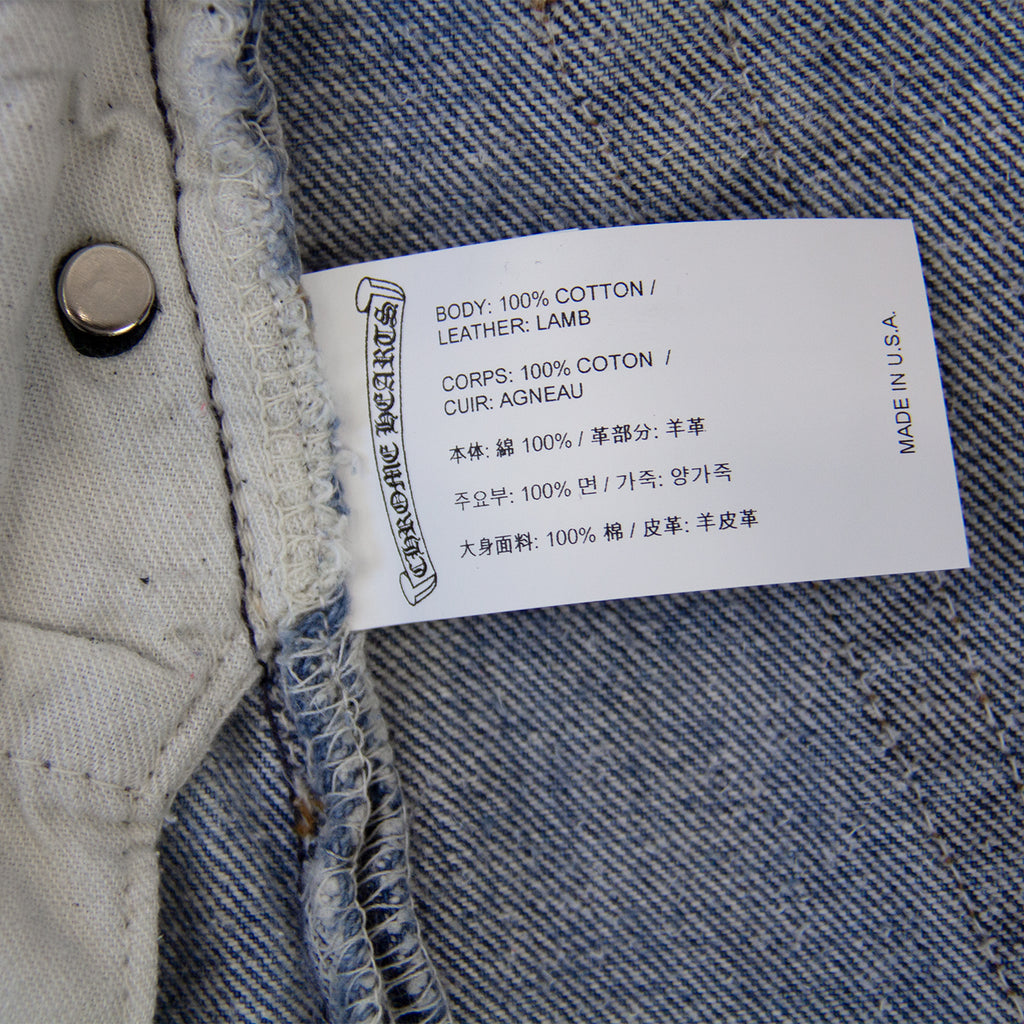 CHROME HEARTS
BODY: 100% COTTON /
LEATHER: LAMB
CORPS: 100% COTON /
CUIR: AGNEAU
本体: 綿 100% / 革部分: 羊革
주요부: 100% 면 / 가죽: 양가죽
大身面料: 100% 棉 / 皮革: 羊皮革
MADE IN U.S.A.